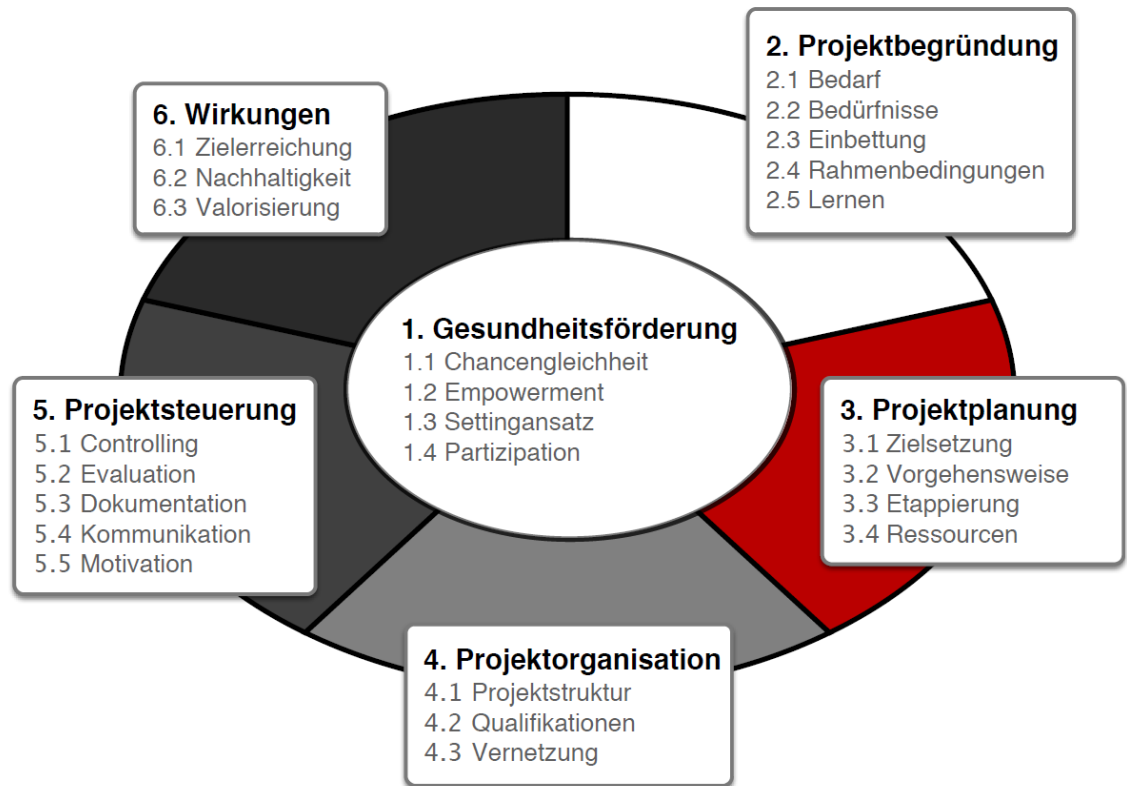 1. Gesundheitsförderung
1.1 Chancengleichheit
1.2 Empowerment
1.3 Settingansatz
1.4 Partizipation
2. Projektbegründung
2.1 Bedarf
2.2 Bedürfnisse
2.3 Einbettung
2.4 Rahmenbedingungen
2.5 Lernen
3. Projektplanung
3.1 Zielsetzung
3.2 Vorgehensweise
3.3 Etappierung
3.4 Ressourcen
4. Projektorganisation
4.1 Projektstruktur
4.2 Qualifikationen
4.3 Vernetzung
5. Projektsteuerung
5.1 Controlling
5.2 Evaluation
5.3 Dokumentation
5.4 Kommunikation
5.5 Motivation
6. Wirkungen
6.1 Zielerreichung
6.2 Nachhaltigkeit
6.3 Valorisierung